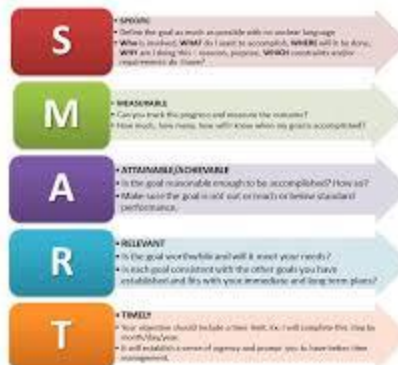 S
SPECIFIC
• Define the goal as much as possible with no unclear language
• Who is involved, WHAT do I want to accomplish, WHERE will it be done,
WHY am I doing this - reasons, purpose, WHICH constraints and/or
requirements do I have?
M
MEASURABLE
• Can you track the progress and measure the outcome?
• How much, how many, how will I know when my goal is accomplished?
A
• ATTAINABLE/ACHIEVABLE
• Is the goal reasonable enough to be accomplished? How so?
• Make sure the goal is not out of reach or below standard
performance.
R
• RELEVANT
• Is the goal worthwhile and will it meet your needs?
• Is each goal consistent with the other goals you have
established and fits with your immediate and long term plans?
T
• TIMELY
• Your objective should include a time limit. Ex: I will complete this step by
month/day/year.
• It will establish a sense of urgency and prompt you to have better time
management.